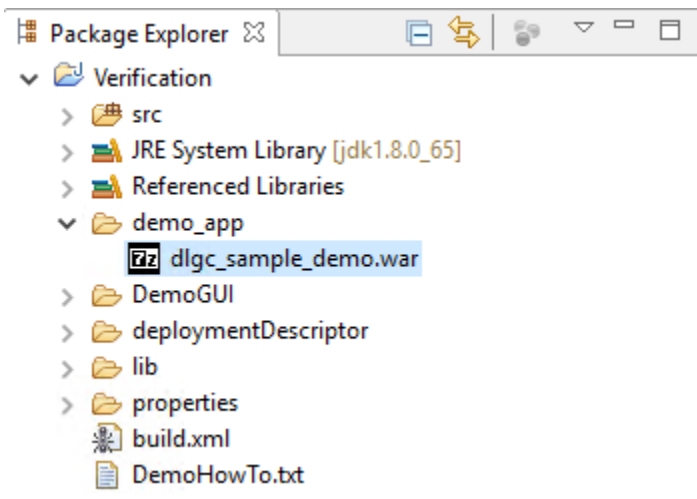 Package Explorer
Verification
src
JRE System Library [jdk1.8.0_65]
Referenced Libraries
demo_app
dlgc_sample_demo.war
DemoGUI
deploymentDescriptor
lib
properties
build.xml
DemoHowTo.txt